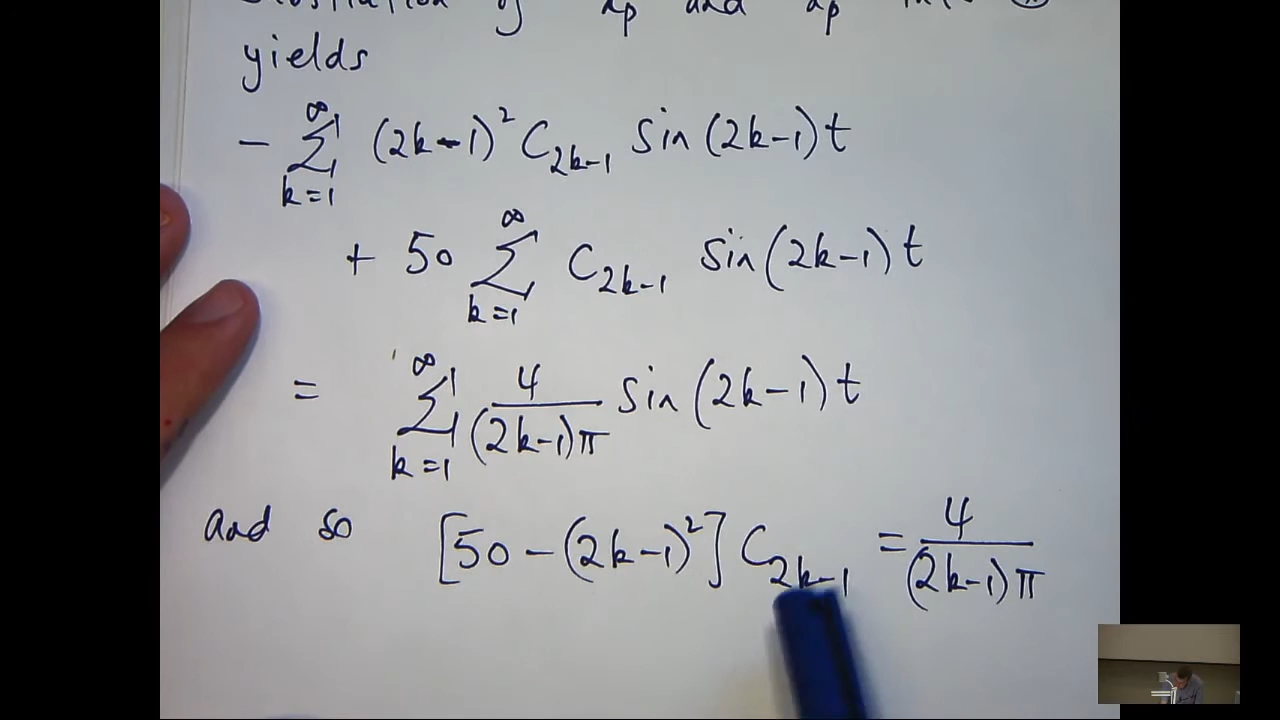 of and
yields
- ∞ Σ k=1 (2k-1)² C_{2k-1} sin(2k-1)t
+ 50 ∞ Σ k=1 C_{2k-1} sin(2k-1)t
= ∞ Σ k=1 4/(2k-1)π sin(2k-1)t
and so [50-(2k-1)²] C_{2k-1} = 4/(2k-1)π